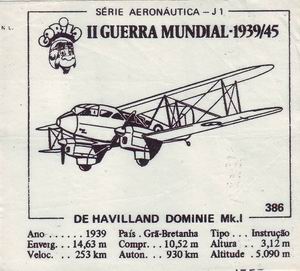 SÉRIE AERONÁUTICA - J1
II GUERRA MUNDIAL-1939/45
386
DE HAVILLAND DOMINIE Mk.I
Ano ....... 1939 País . Grã-Bretanha Tipo ... Instrução
Enverg. ... 14,63 m Compr. ... 10,52 m Altura .... 3,12 m
Veloc. ... 253 km Auton. .. 930 km Altitude . 5.090 m